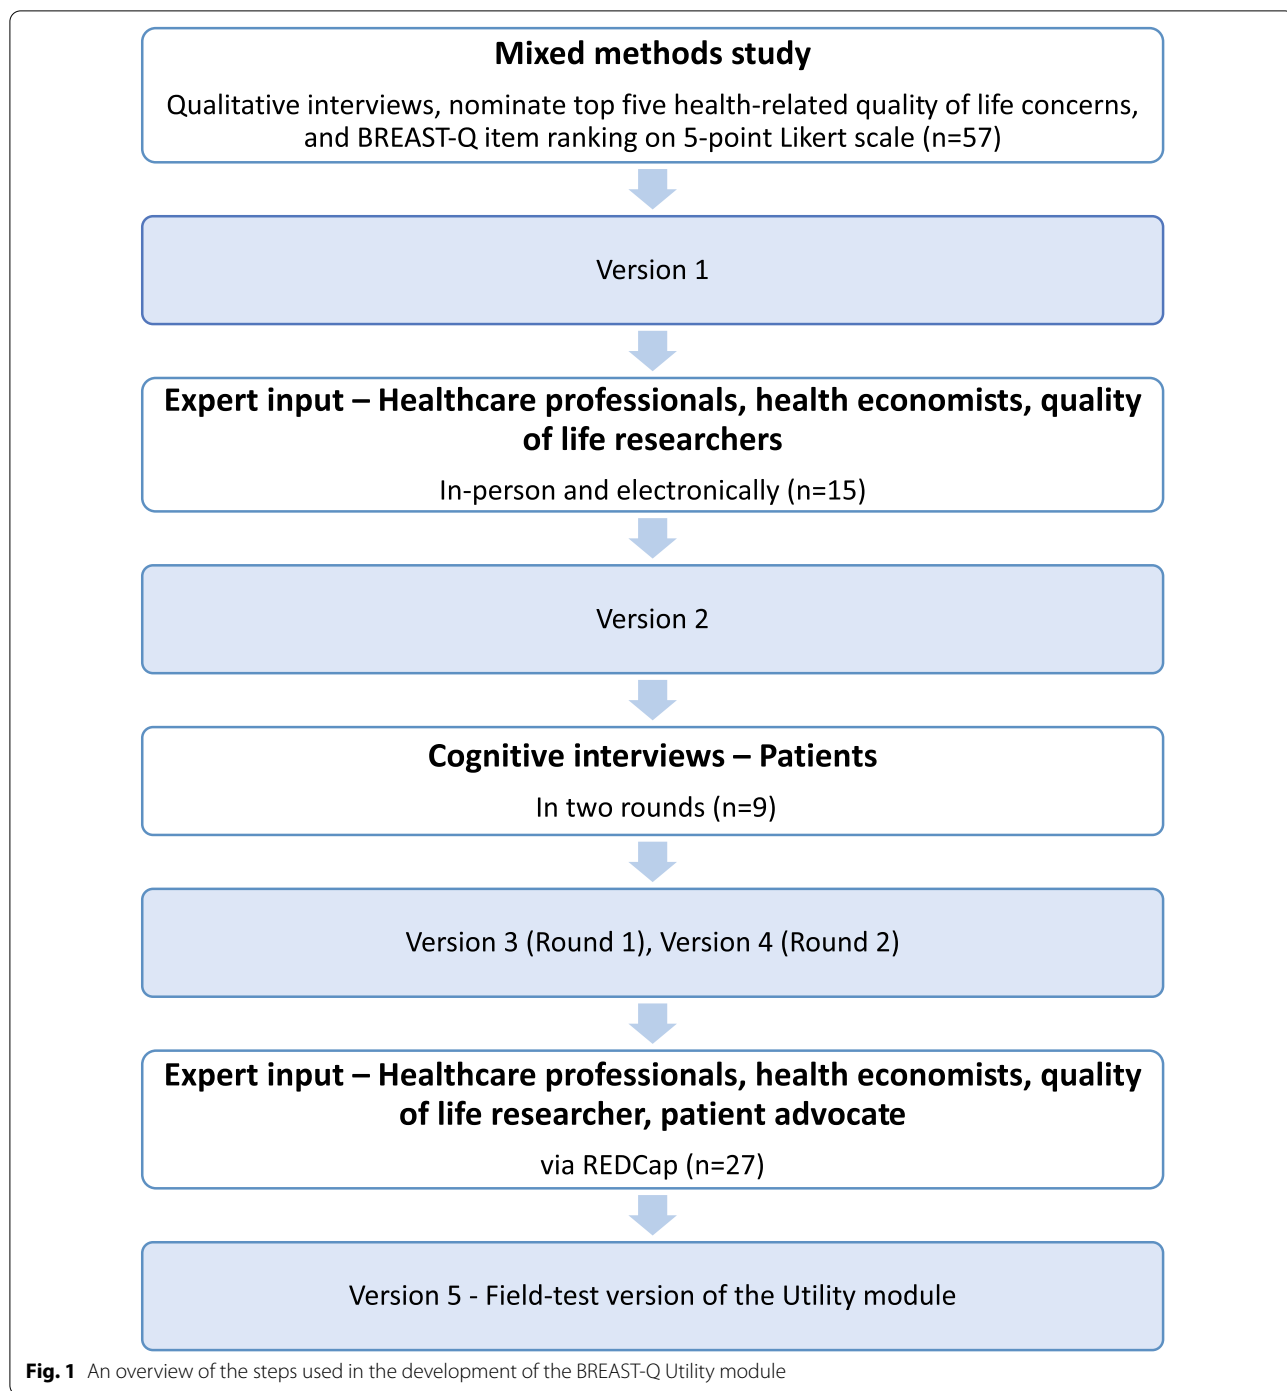 Mixed methods study
Qualitative interviews, nominate top five health-related quality of life concerns,
and BREAST-Q item ranking on 5-point Likert scale (n=57)
Version 1
Expert input – Healthcare professionals, health economists, quality
of life researchers
In-person and electronically (n=15)
Version 2
Cognitive interviews – Patients
In two rounds (n=9)
Version 3 (Round 1), Version 4 (Round 2)
Expert input – Healthcare professionals, health economists, quality
of life researcher, patient advocate
via REDCap (n=27)
Version 5 - Field-test version of the Utility module
Fig. 1 An overview of the steps used in the development of the BREAST-Q Utility module